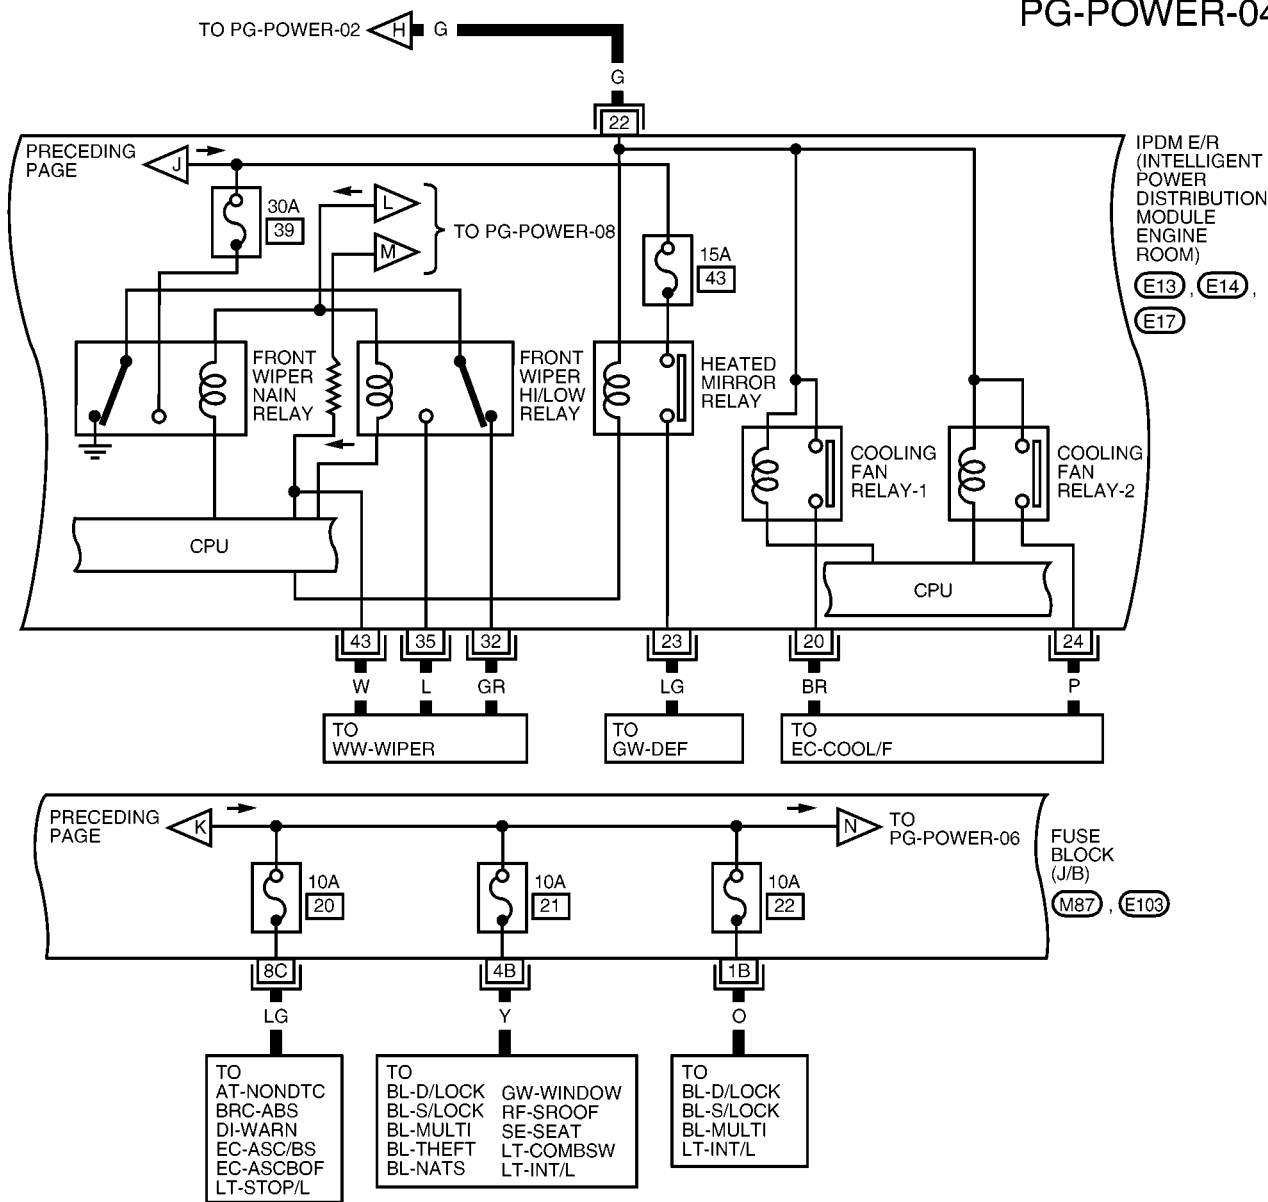 PG-POWER-04
TO PG-POWER-02
H
G
G
22
PRECEDING
PAGE
J
30A
39
L
M
TO PG-POWER-08
15A
43
IPDM E/R
(INTELLIGENT
POWER
DISTRIBUTION
MODULE
ENGINE
ROOM)
E13 , E14 ,
E17
FRONT
WIPER
NAIN
RELAY
FRONT
WIPER
HI/LOW
RELAY
HEATED
MIRROR
RELAY
COOLING
FAN
RELAY-1
COOLING
FAN
RELAY-2
CPU
CPU
43 35 32 23 20 24
W L GR LG BR P
TO
WW-WIPER
TO
GW-DEF
TO
EC-COOL/F
PRECEDING
PAGE
K
N
TO
PG-POWER-06
FUSE
BLOCK
(J/B)
M87 , E103
10A
20
10A
21
10A
22
8C 4B 1B
LG Y O
TO
AT-NONDTC
BRC-ABS
DI-WARN
EC-ASC/BS
EC-ASCBOF
LT-STOP/L
TO
BL-D/LOCK GW-WINDOW
BL-S/LOCK RF-SROOF
BL-MULTI SE-SEAT
BL-THEFT LT-COMBSW
BL-NATS LT-INT/L
TO
BL-D/LOCK
BL-S/LOCK
BL-MULTI
LT-INT/L